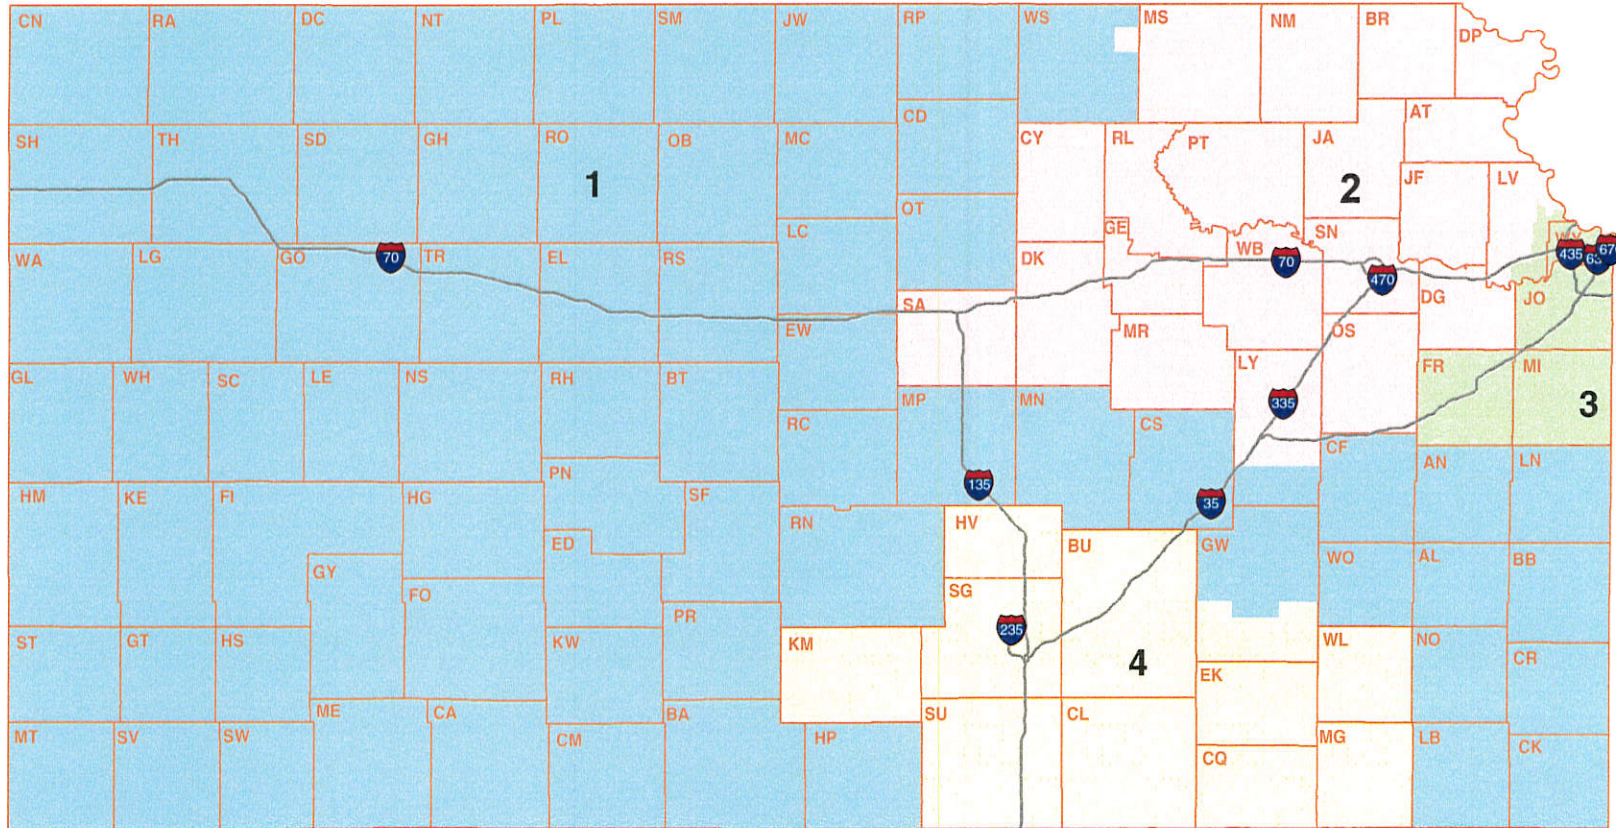 CN RA DC NT PL SM JW RP WS MS NM BR DP
CD AT
SH TH SD GH RO OB MC CY RL PT JA
1 2 JF LV
OT
LC GE SN
WA LG GO 70 TR EL RS DK WB 70 435 670
470
SA DG JO
EW MR OS
GL WH SC LE NS RH BT LY FR MI
MP MN 335 3
RC CS
CF
PN AN LN
HM KE FI HG SF 135
35
RN HV
ED BU GW
WO AL BB
GY
FO SG
PR 235
ST GT HS KW KM WL NO
4 CR
EK
ME CA BA SU CL
MT SV SW CM HP MG LB
CK
CQ